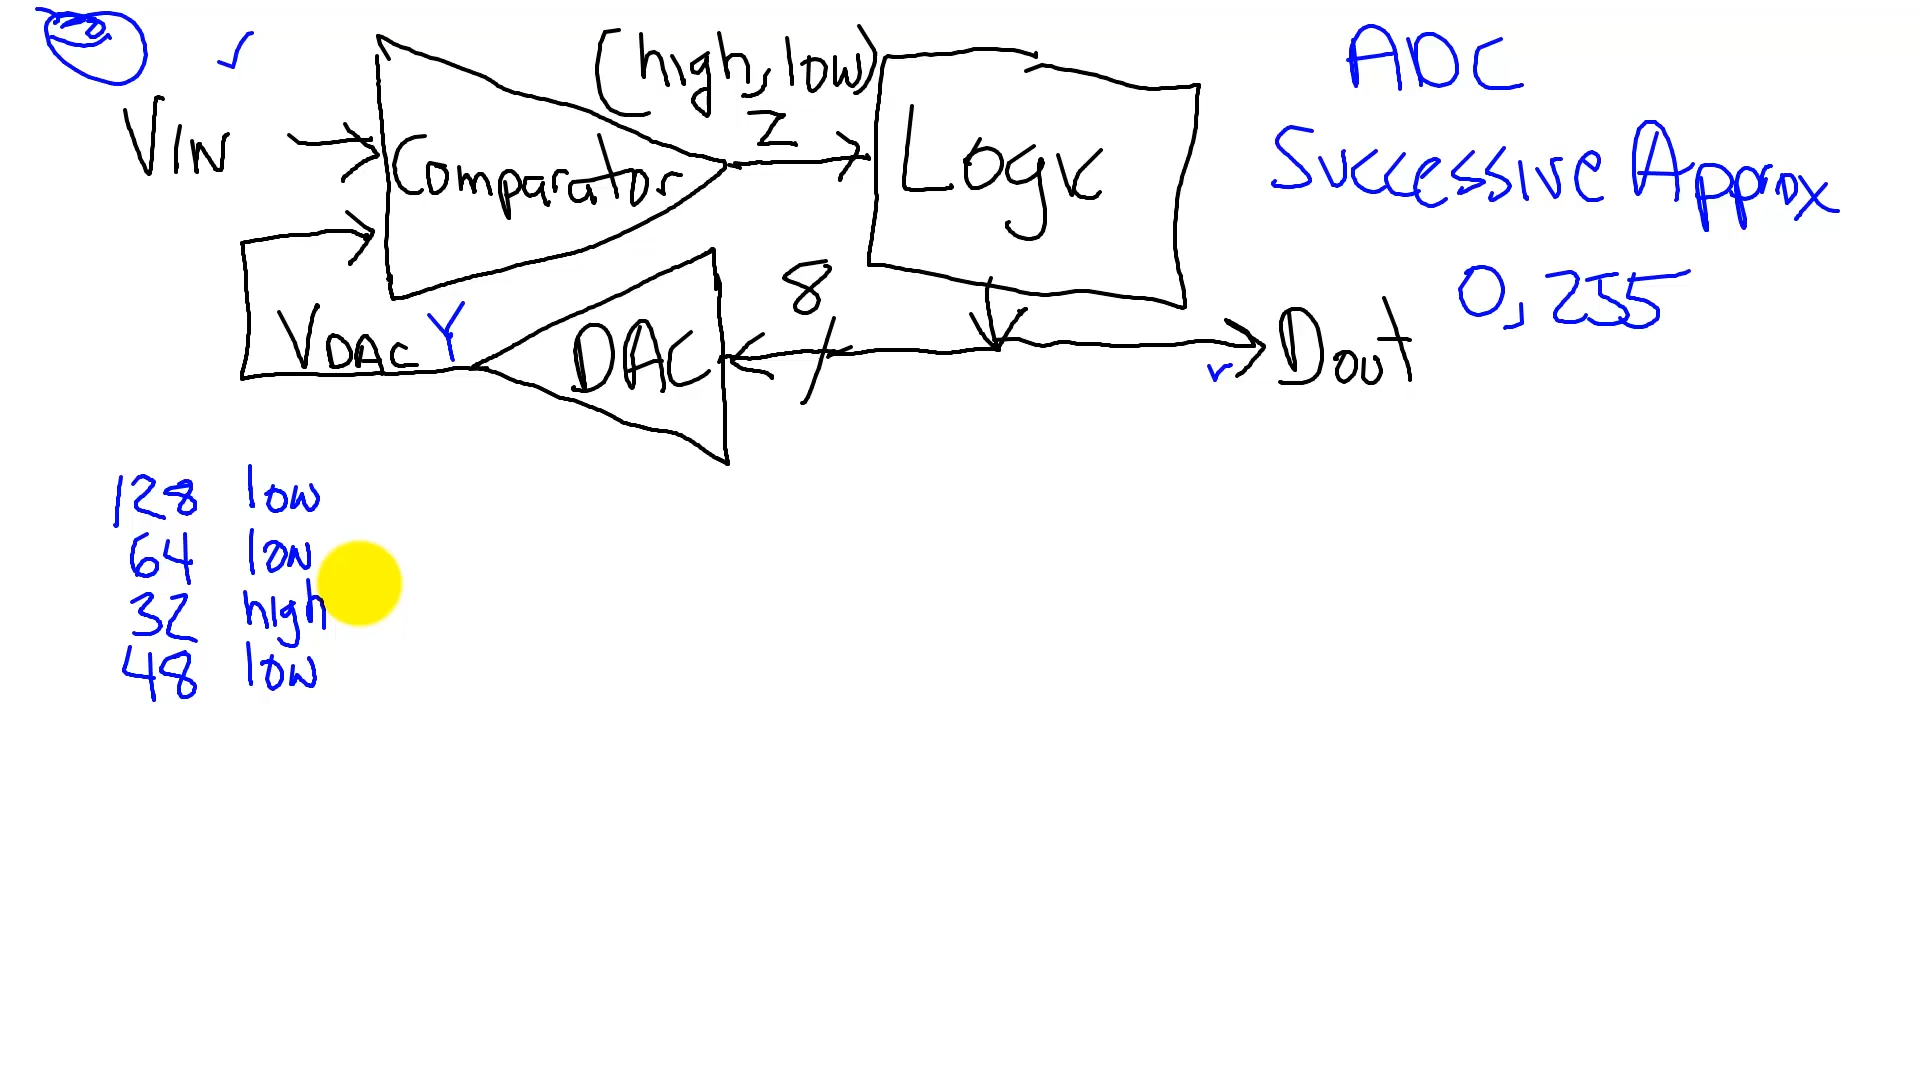 (high, low)
ADC
VIN
Comparator
Z
Logic
Successive Approx
0, 255
8
VDAC
Y
DAC
Dout
128 low
64 low
32 high
48 low